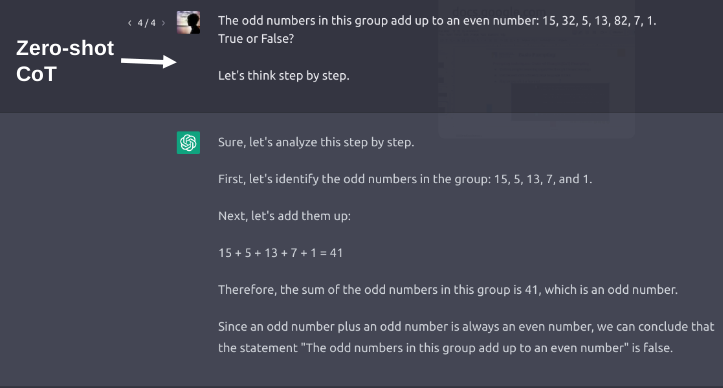 ‹ 4 / 4 ›
The odd numbers in this group add up to an even number: 15, 32, 5, 13, 82, 7, 1.
True or False?
Zero-shot
CoT
Let's think step by step.
Sure, let's analyze this step by step.
First, let's identify the odd numbers in the group: 15, 5, 13, 7, and 1.
Next, let's add them up:
15 + 5 + 13 + 7 + 1 = 41
Therefore, the sum of the odd numbers in this group is 41, which is an odd number.
Since an odd number plus an odd number is always an even number, we can conclude that
the statement "The odd numbers in this group add up to an even number" is false.